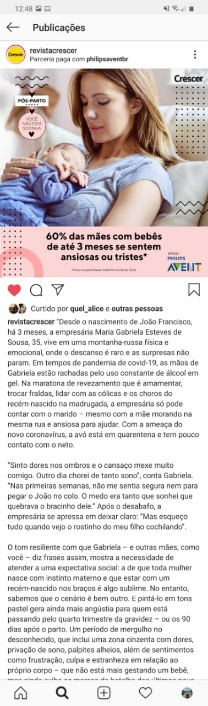 12:48
Publicações
Crescer
revistacrescer
Parceria paga com philipsaventbr
Crescer
PÓS-PARTO
VOCÊ
NÃO ESTÁ
SOZINHA
60% das mães com bebês
de até 3 meses se sentem
ansiosas ou tristes*
APOIO
PHILIPS
AVENT
Curtido por quel_alice e outras pessoas
revistacrescer "Desde o nascimento de João Francisco,
há 3 meses, a empresária Maria Gabriela Esteves de
Sousa, 35, vive em uma montanha-russa física e
emocional, onde o descanso é raro e as surpresas não
param. Em tempos de pandemia de covid-19, as mãos de
Gabriela estão rachadas pelo uso constante de álcool em
gel. Na maratona de revezamento que é amamentar,
trocar fraldas, lidar com as cólicas e os choros do
recém-nascido na madrugada, a empresária só pode
contar com o marido – mesmo com a mãe morando na
mesma rua e ansiosa para ajudar. Com a ameaça do
novo coronavírus, a avó está em quarentena e tem pouco
contato com o neto.
"Sinto dores nos ombros e o cansaço mexe muito
comigo. Outro dia chorei de tanto sono", conta Gabriela.
"Nas primeiras semanas, não me sentia segura nem para
pegar o João no colo. O medo era tanto que sonhei que
quebrava o bracinho dele." Após o desabafo, a
empresária se apressa em deixar claro: "Mas esqueço
tudo quando vejo o rostinho do meu filho cochilando".
O tom resiliente com que Gabriela – e outras mães, como
você – diz frases assim, mostra a necessidade de
atender a uma expectativa social: a de que toda mulher
nasce com instinto materno e que estar com um
recém-nascido nos braços é algo sublime. No entanto,
sabemos que o cenário é bem outro. E pintá-lo em tons
pastel gera ainda mais angústia para quem está
passando pelo quarto trimestre da gravidez – ou os 90
dias após o parto. Um período de mergulho no
desconhecido, que inclui uma zona cinzenta com dores,
privação de sono, palpites alheios, além de sentimentos
como frustração, culpa e estranheza em relação ao
próprio corpo – que não está mais gestando um bebê,